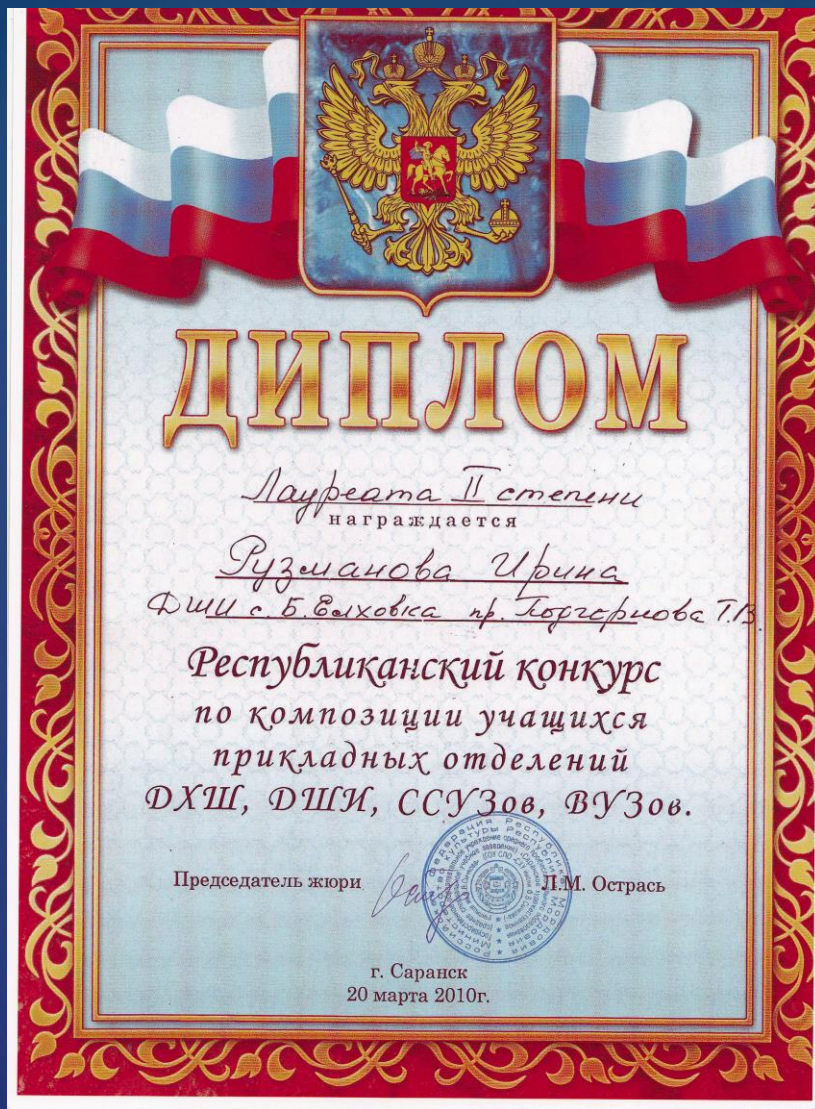 ДИПЛОМ
Лауреата II степени
награждается
Рузманова Ирина
ДШИ с. Б. Елховка пр. Подгорнова Т.В.
Республиканский конкурс
по композиции учащихся
прикладных отделений
ДХШ, ДШИ, ССУЗов, ВУЗов.
Председатель жюри Л.М. Острась
г. Саранск
20 марта 2010г.